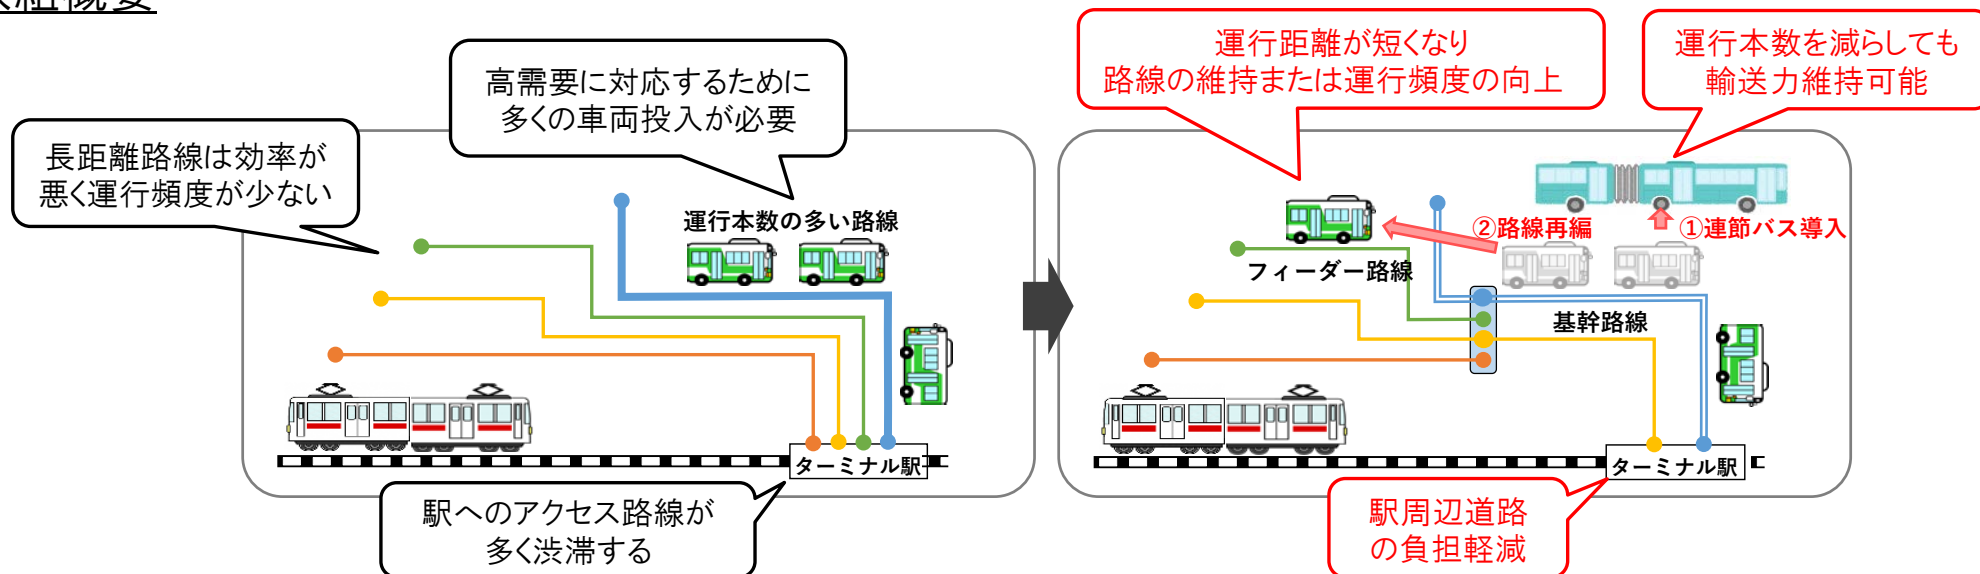 組概要
高需要に対応するために
多くの車両投入が必要
長距離路線は効率が
悪く運行頻度が少ない
運行本数の多い路線
ターミナル駅
駅へのアクセス路線が
多く渋滞する
運行距離が短くなり
路線の維持または運行頻度の向上
運行本数を減らしても
輸送力維持可能
②路線再編
①連節バス導入
フィーダー路線
基幹路線
ターミナル駅
駅周辺道路
の負担軽減